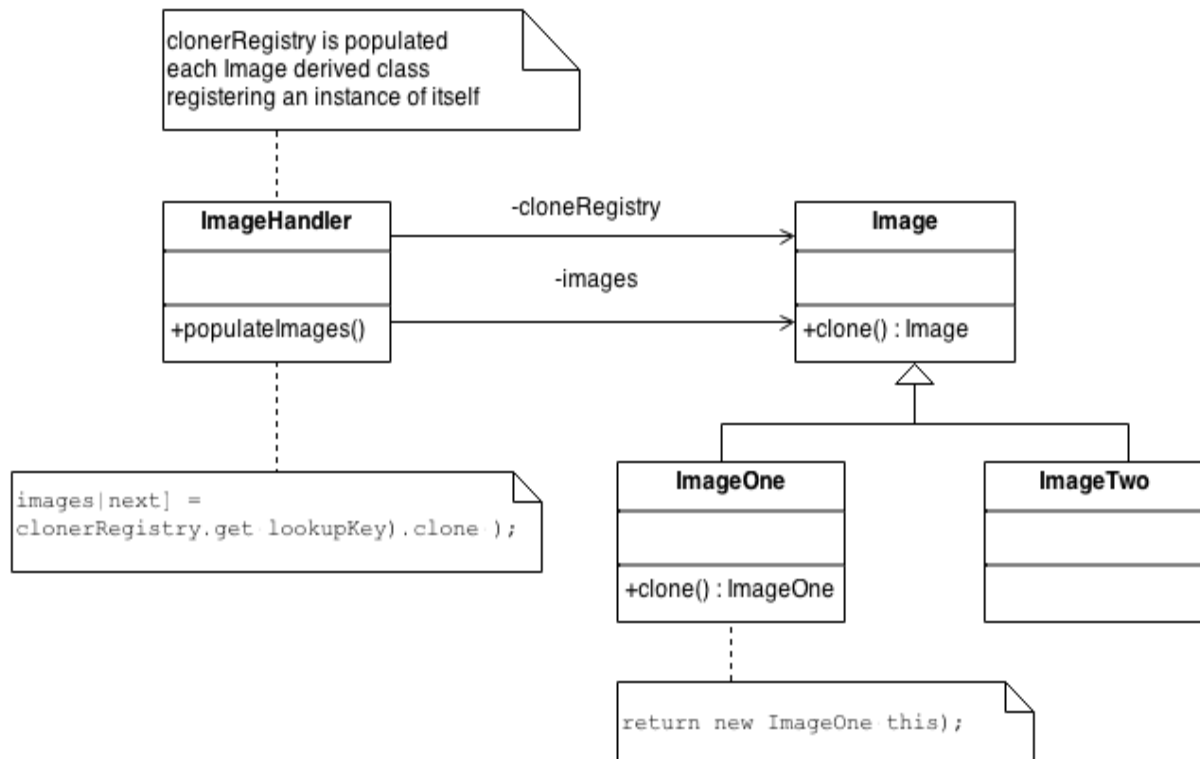 clonerRegistry is populated
each Image derived class
registering an instance of itself
ImageHandler
+populateImages()
-cloneRegistry
-images
Image
+clone() : Image
images|next] =
clonerRegistry.get lookupKey).clone );
ImageOne
+clone() : ImageOne
ImageTwo
return new ImageOne this);